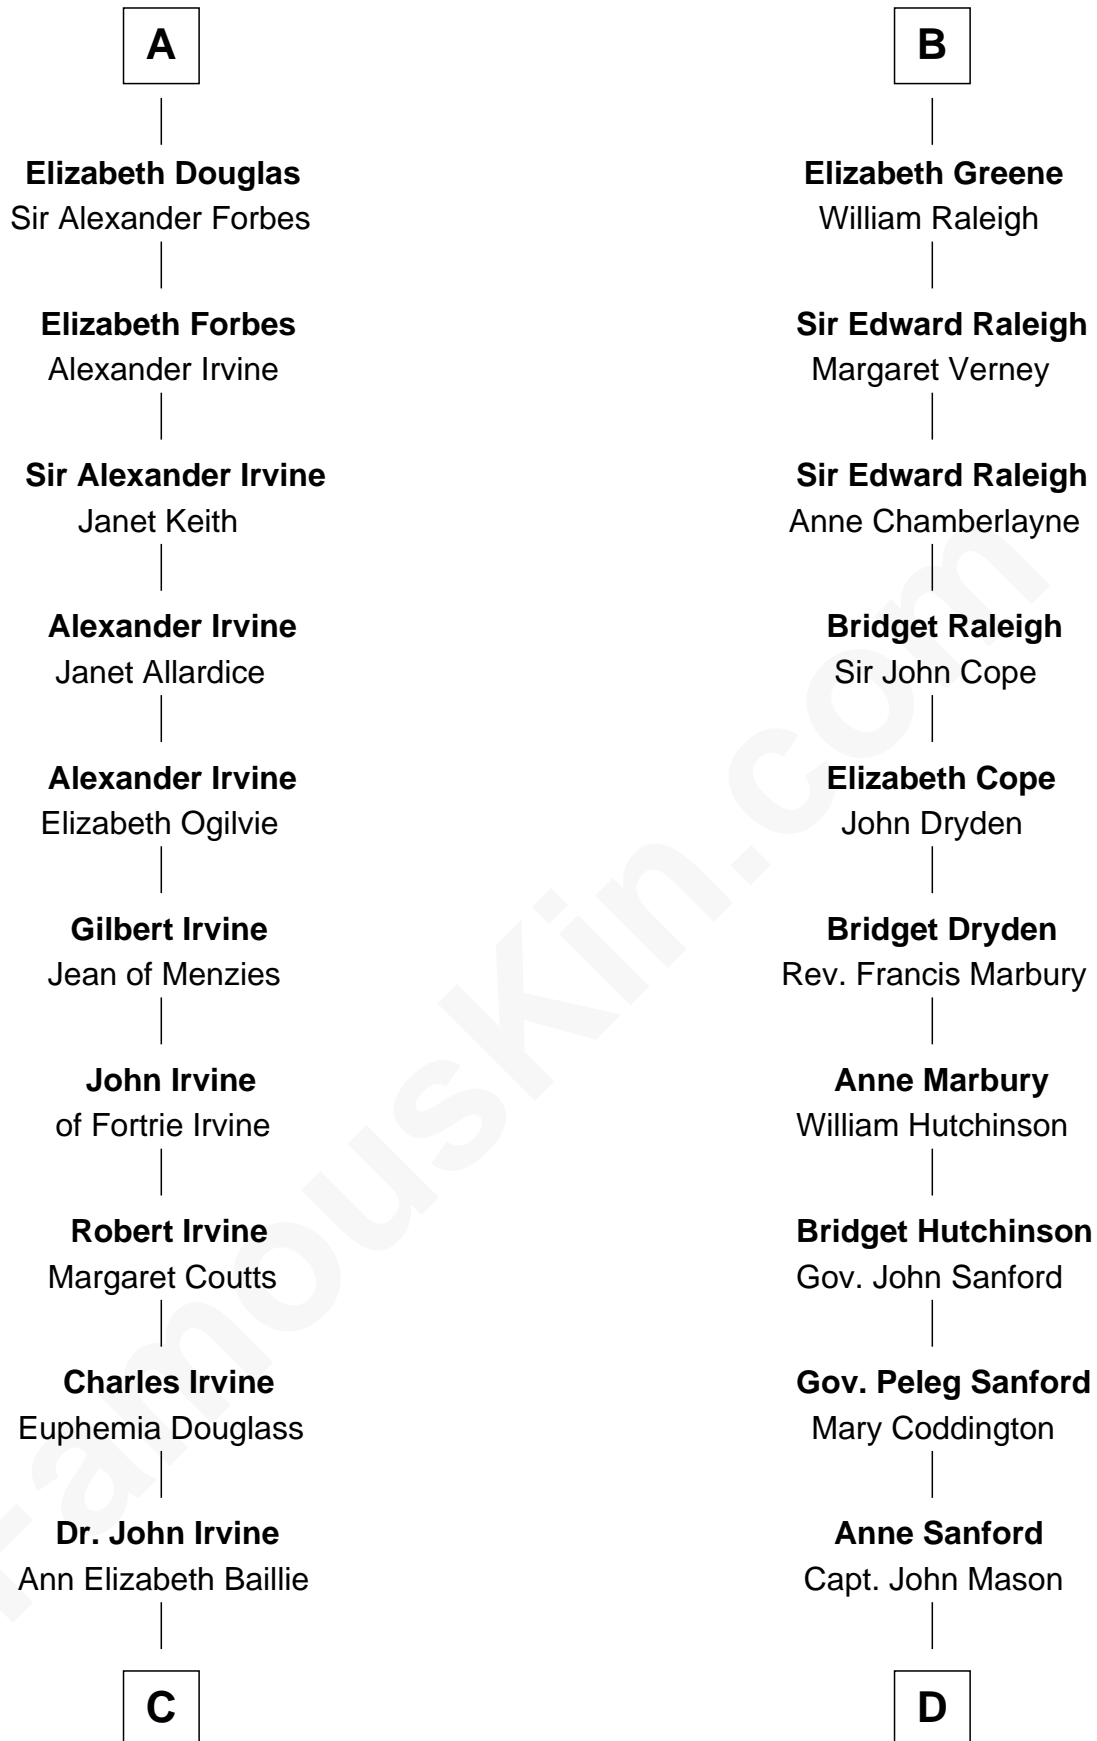 A
Elizabeth Douglas
Sir Alexander Forbes
Elizabeth Forbes
Alexander Irvine
Sir Alexander Irvine
Janet Keith
Alexander Irvine
Janet Allardice
Alexander Irvine
Elizabeth Ogilvie
Gilbert Irvine
Jean of Menzies
John Irvine
of Fortrie Irvine
Robert Irvine
Margaret Coutts
Charles Irvine
Euphemia Douglass
Dr. John Irvine
Ann Elizabeth Baillie
C
B
Elizabeth Greene
William Raleigh
Sir Edward Raleigh
Margaret Verney
Sir Edward Raleigh
Anne Chamberlayne
Bridget Raleigh
Sir John Cope
Elizabeth Cope
John Dryden
Bridget Dryden
Rev. Francis Marbury
Anne Marbury
William Hutchinson
Bridget Hutchinson
Gov. John Sanford
Gov. Peleg Sanford
Mary Coddington
Anne Sanford
Capt. John Mason
D
FamousKin.com